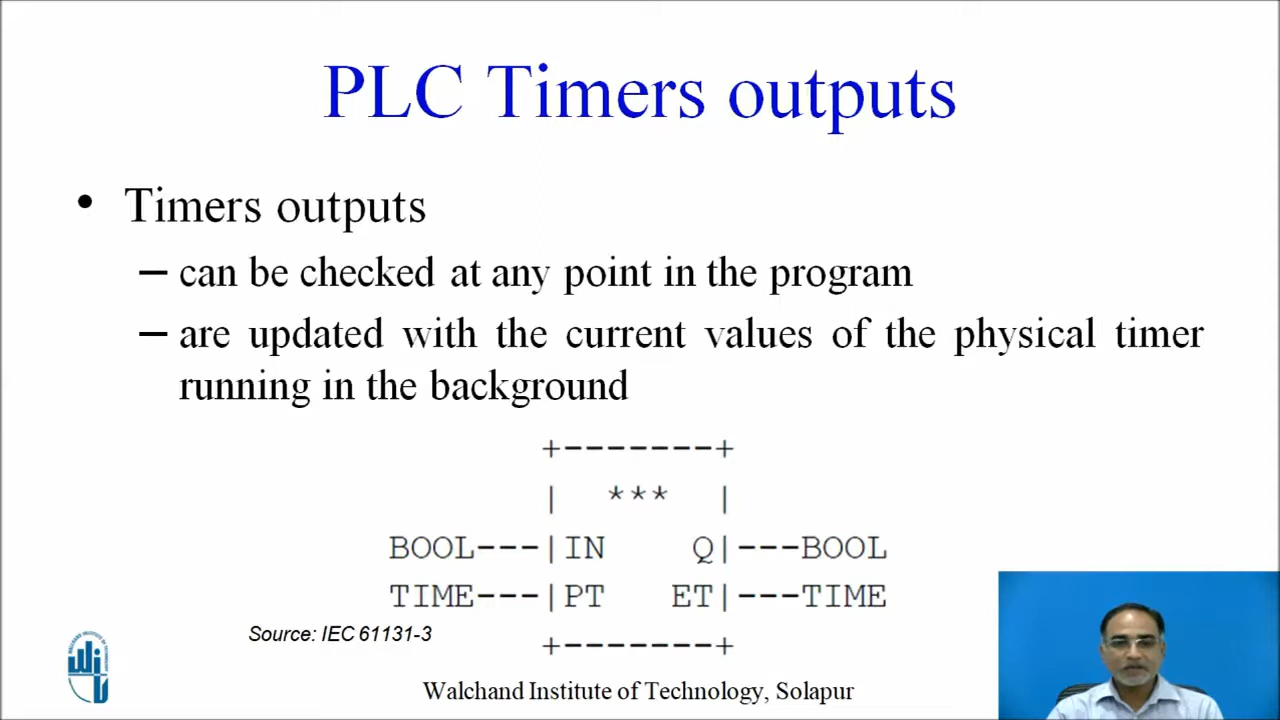 PLC Timers outputs
• Timers outputs
– can be checked at any point in the program
– are updated with the current values of the physical timer
running in the background
+-------+
| *** |
BOOL---|IN Q|---BOOL
TIME---|PT ET|---TIME
+-------+
Source: IEC 61131-3
Walchand Institute of Technology, Solapur